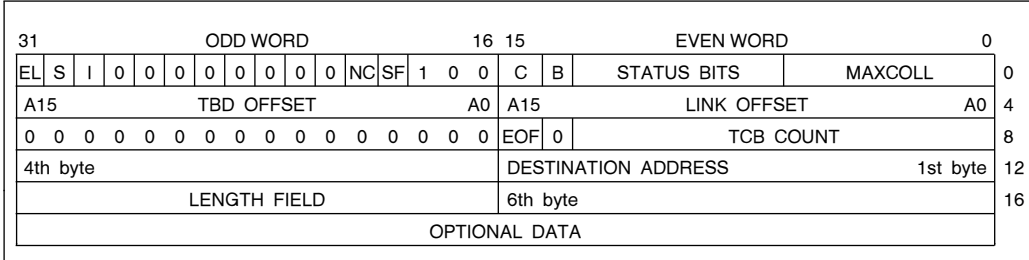 31 ODD WORD 16 15 EVEN WORD 0
EL S I 0 0 0 0 0 0 0 0 NC SF 1 0 0 C B STATUS BITS MAXCOLL 0
A15 TBD OFFSET A0 A15 LINK OFFSET A0 4
0 0 0 0 0 0 0 0 0 0 0 0 0 0 0 0 EOF 0 TCB COUNT 8
4th byte DESTINATION ADDRESS 1st byte 12
LENGTH FIELD 6th byte 16
OPTIONAL DATA